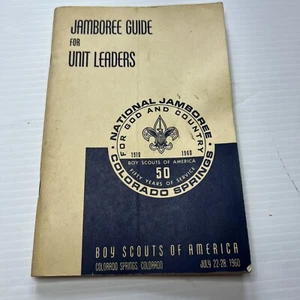 JAMBOREE GUIDE
FOR
UNIT LEADERS
NATIONAL JAMBOREE
FOR GOD AND COUNTRY
1910 1960
BOY SCOUTS OF AMERICA
50
FIFTY YEARS OF SERVICE
COLORADO SPRINGS
BOY SCOUTS OF AMERICA
COLORADO SPRINGS, COLORADO JULY 22-28, 1960